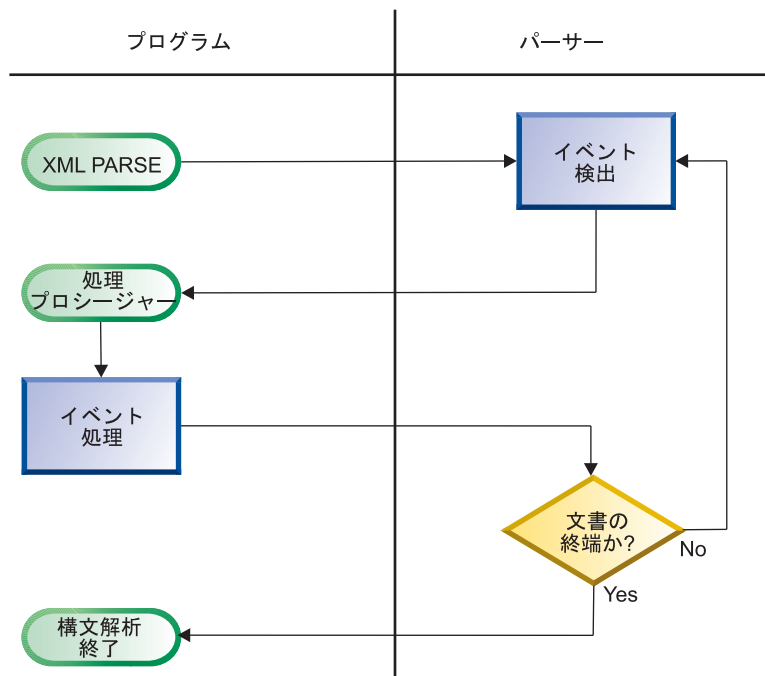 プログラム
パーサー
XML PARSE
イベント
検出
処理
プロシージャー
イベント
処理
文書の
終端か?
No
Yes
構文解析
終了